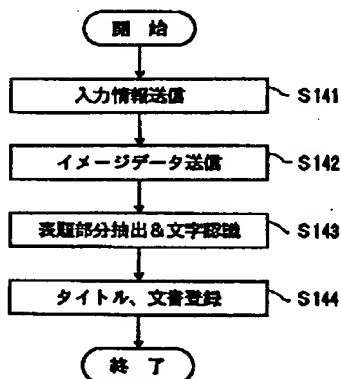 開 始
入力情報送信 S141
イメージデータ送信 S142
表題部分抽出&文字認識 S143
タイトル、文書登録 S144
終 了